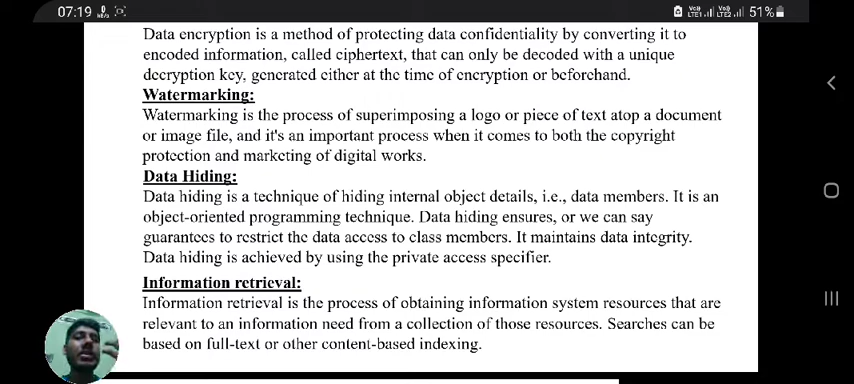 07:19
LTE1 LTE2 51%
Data encryption is a method of protecting data confidentiality by converting it to
encoded information, called ciphertext, that can only be decoded with a unique
decryption key, generated either at the time of encryption or beforehand.
Watermarking:
Watermarking is the process of superimposing a logo or piece of text atop a document
or image file, and it's an important process when it comes to both the copyright
protection and marketing of digital works.
Data Hiding:
Data hiding is a technique of hiding internal object details, i.e., data members. It is an
object-oriented programming technique. Data hiding ensures, or we can say
guarantees to restrict the data access to class members. It maintains data integrity.
Data hiding is achieved by using the private access specifier.
Information retrieval:
Information retrieval is the process of obtaining information system resources that are
relevant to an information need from a collection of those resources. Searches can be
based on full-text or other content-based indexing.